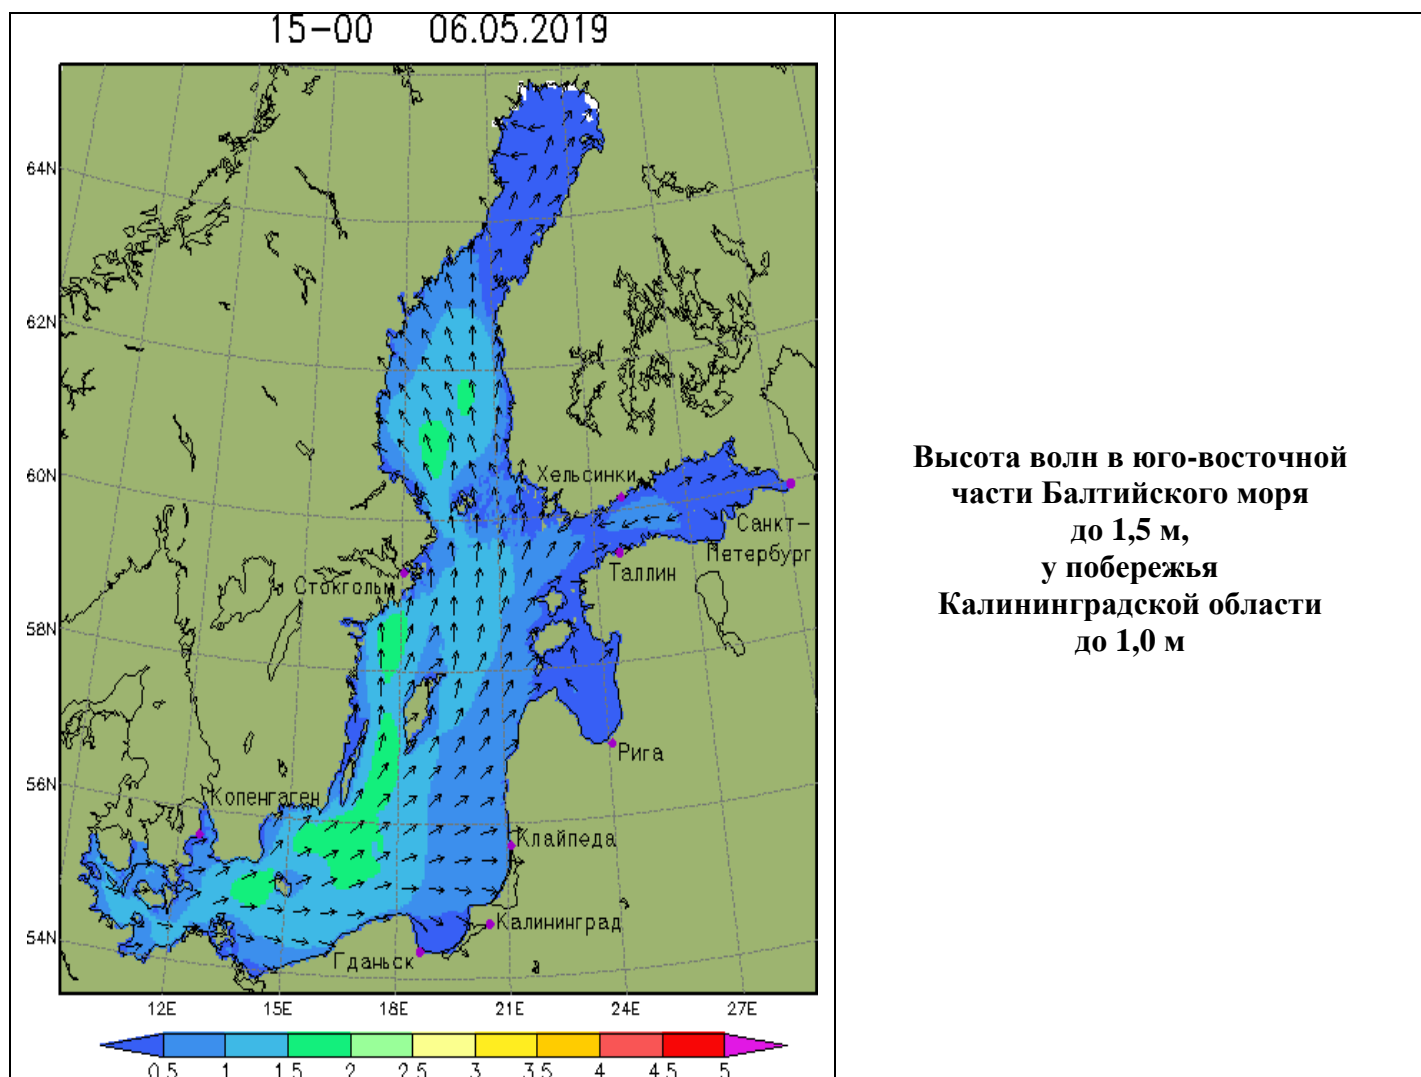 15-00 06.05.2019
64N
62N
60N
58N
56N
54N
Хельсинки
Санкт-
Петербург
Таллин
Стокгольм
Рига
Копенгаген
Клайпеда
Калининград
Гданьск
12E 15E 18E 21E 24E 27E
0.5 1 1.5 2 2.5 3 3.5 4 4.5 5
Высота волн в юго-восточной
части Балтийского моря
до 1,5 м,
у побережья
Калининградской области
до 1,0 м